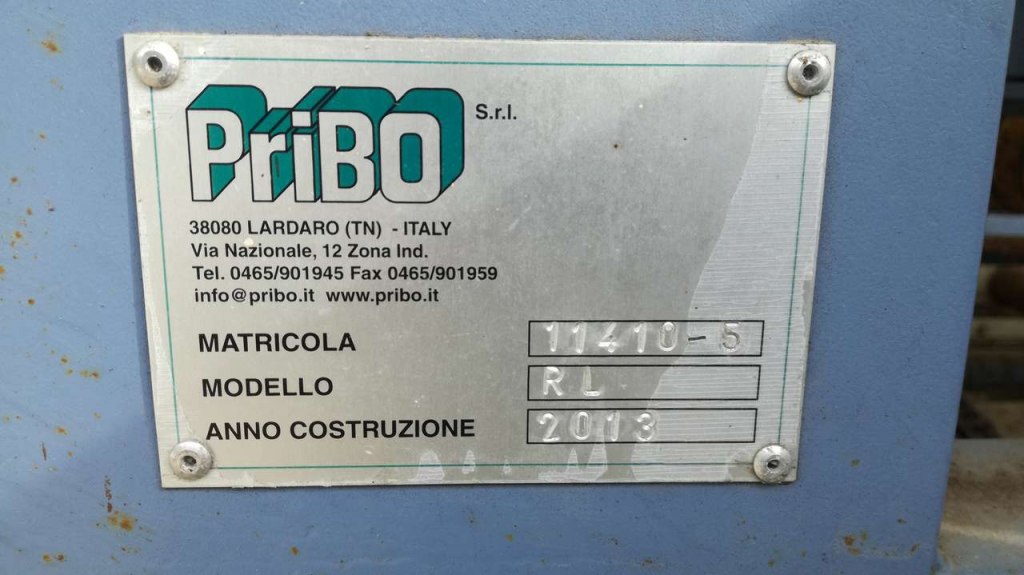 PriBO S.r.l.
38080 LARDARO (TN) - ITALY
Via Nazionale, 12 Zona Ind.
Tel. 0465/901945 Fax 0465/901959
info@pribo.it www.pribo.it
MATRICOLA 11410-5
MODELLO RL
ANNO COSTRUZIONE 2013